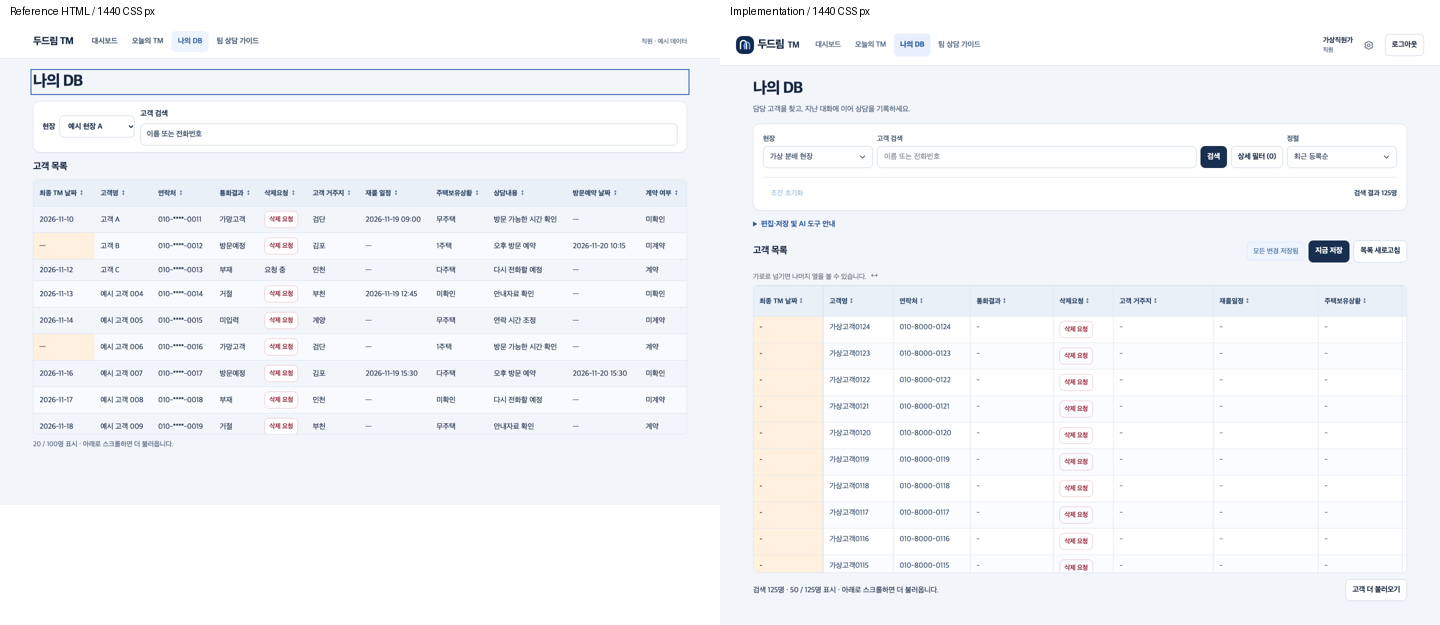 Reference HTML / 1440 CSS px
두드림 TM 대시보드 오늘의 TM 나의 DB 팀 상담 가이드 직원 · 예시 데이터
나의 DB
고객 검색
현장 예시 현장 A 이름 또는 전화번호
고객 목록
최종 TM 날짜 ↕ 고객명 ↕ 연락처 ↕ 통화결과 ↕ 삭제요청 ↕ 고객 거주지 ↕ 재콜 일정 ↕ 주택보유상황 ↕ 상담내용 ↕ 방문예약 날짜 ↕ 계약 여부 ↕
2026-11-10 고객 A 010-****-0011 가망고객 삭제 요청 검단 2026-11-19 09:00 무주택 방문 가능한 시간 확인 — 미확인
— 고객 B 010-****-0012 방문예정 삭제 요청 김포 — 1주택 오후 방문 예약 2026-11-20 10:15 미계약
2026-11-12 고객 C 010-****-0013 부재 요청 중 인천 — 다주택 다시 전화할 예정 — 계약
2026-11-13 예시 고객 004 010-****-0014 거절 삭제 요청 부천 2026-11-19 12:45 미확인 안내자료 확인 — 미확인
2026-11-14 예시 고객 005 010-****-0015 미입력 삭제 요청 계양 — 무주택 연락 시간 조정 — 미계약
— 예시 고객 006 010-****-0016 가망고객 삭제 요청 검단 — 1주택 방문 가능한 시간 확인 — 계약
2026-11-16 예시 고객 007 010-****-0017 방문예정 삭제 요청 김포 2026-11-19 15:30 다주택 오후 방문 예약 2026-11-20 15:30 미확인
2026-11-17 예시 고객 008 010-****-0018 부재 삭제 요청 인천 — 미확인 다시 전화할 예정 — 미계약
2026-11-18 예시 고객 009 010-****-0019 거절 삭제 요청 부천 — 무주택 안내자료 확인 — 계약
20 / 100명 표시 · 아래로 스크롤하면 더 불러옵니다.
Implementation / 1440 CSS px
두드림 TM 대시보드 오늘의 TM 나의 DB 팀 상담 가이드 가상직원가 직원 로그아웃
나의 DB
담당 고객을 찾고, 지난 대화에 이어 상담을 기록하세요.
현장 고객 검색 정렬
가상 분배 현장 이름 또는 전화번호 검색 상세 필터 (0) 최근 등록순
조건 초기화 검색 결과 125명
▶ 편집·저장 및 AI 도구 안내
고객 목록 모든 변경 저장됨 지금 저장 목록 새로고침
가로로 넘기면 나머지 열을 볼 수 있습니다. ↔
최종 TM 날짜 ↕ 고객명 ↕ 연락처 ↕ 통화결과 ↕ 삭제요청 ↕ 고객 거주지 ↕ 재콜일정 ↕ 주택보유상황 ↕
- 가상고객0124 010-8000-0124 - 삭제 요청 - - -
- 가상고객0123 010-8000-0123 - 삭제 요청 - - -
- 가상고객0122 010-8000-0122 - 삭제 요청 - - -
- 가상고객0121 010-8000-0121 - 삭제 요청 - - -
- 가상고객0120 010-8000-0120 - 삭제 요청 - - -
- 가상고객0119 010-8000-0119 - 삭제 요청 - - -
- 가상고객0118 010-8000-0118 - 삭제 요청 - - -
- 가상고객0117 010-8000-0117 - 삭제 요청 - - -
- 가상고객0116 010-8000-0116 - 삭제 요청 - - -
- 가상고객0115 010-8000-0115 - 삭제 요청 - - -
검색 125명 · 50 / 125명 표시 · 아래로 스크롤하면 더 불러옵니다. 고객 더 불러오기